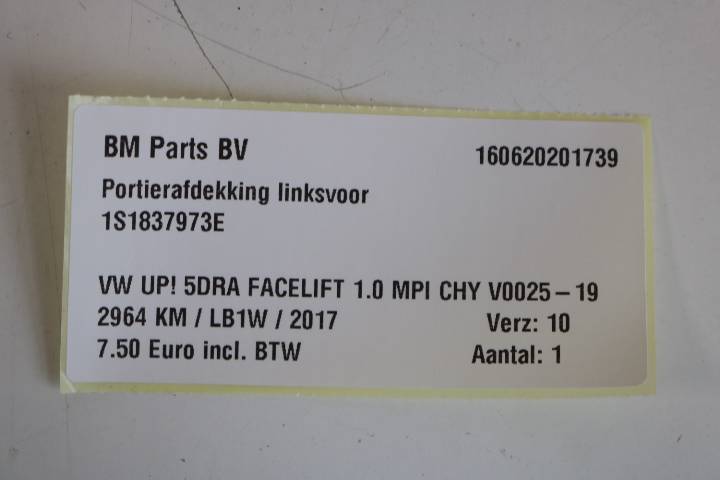 BM Parts BV 160620201739
Portierafdekking linksvoor
1S1837973E
VW UP! 5DRA FACELIFT 1.0 MPI CHY V0025-19
2964 KM / LB1W / 2017 Verz: 10
7.50 Euro incl. BTW Aantal: 1